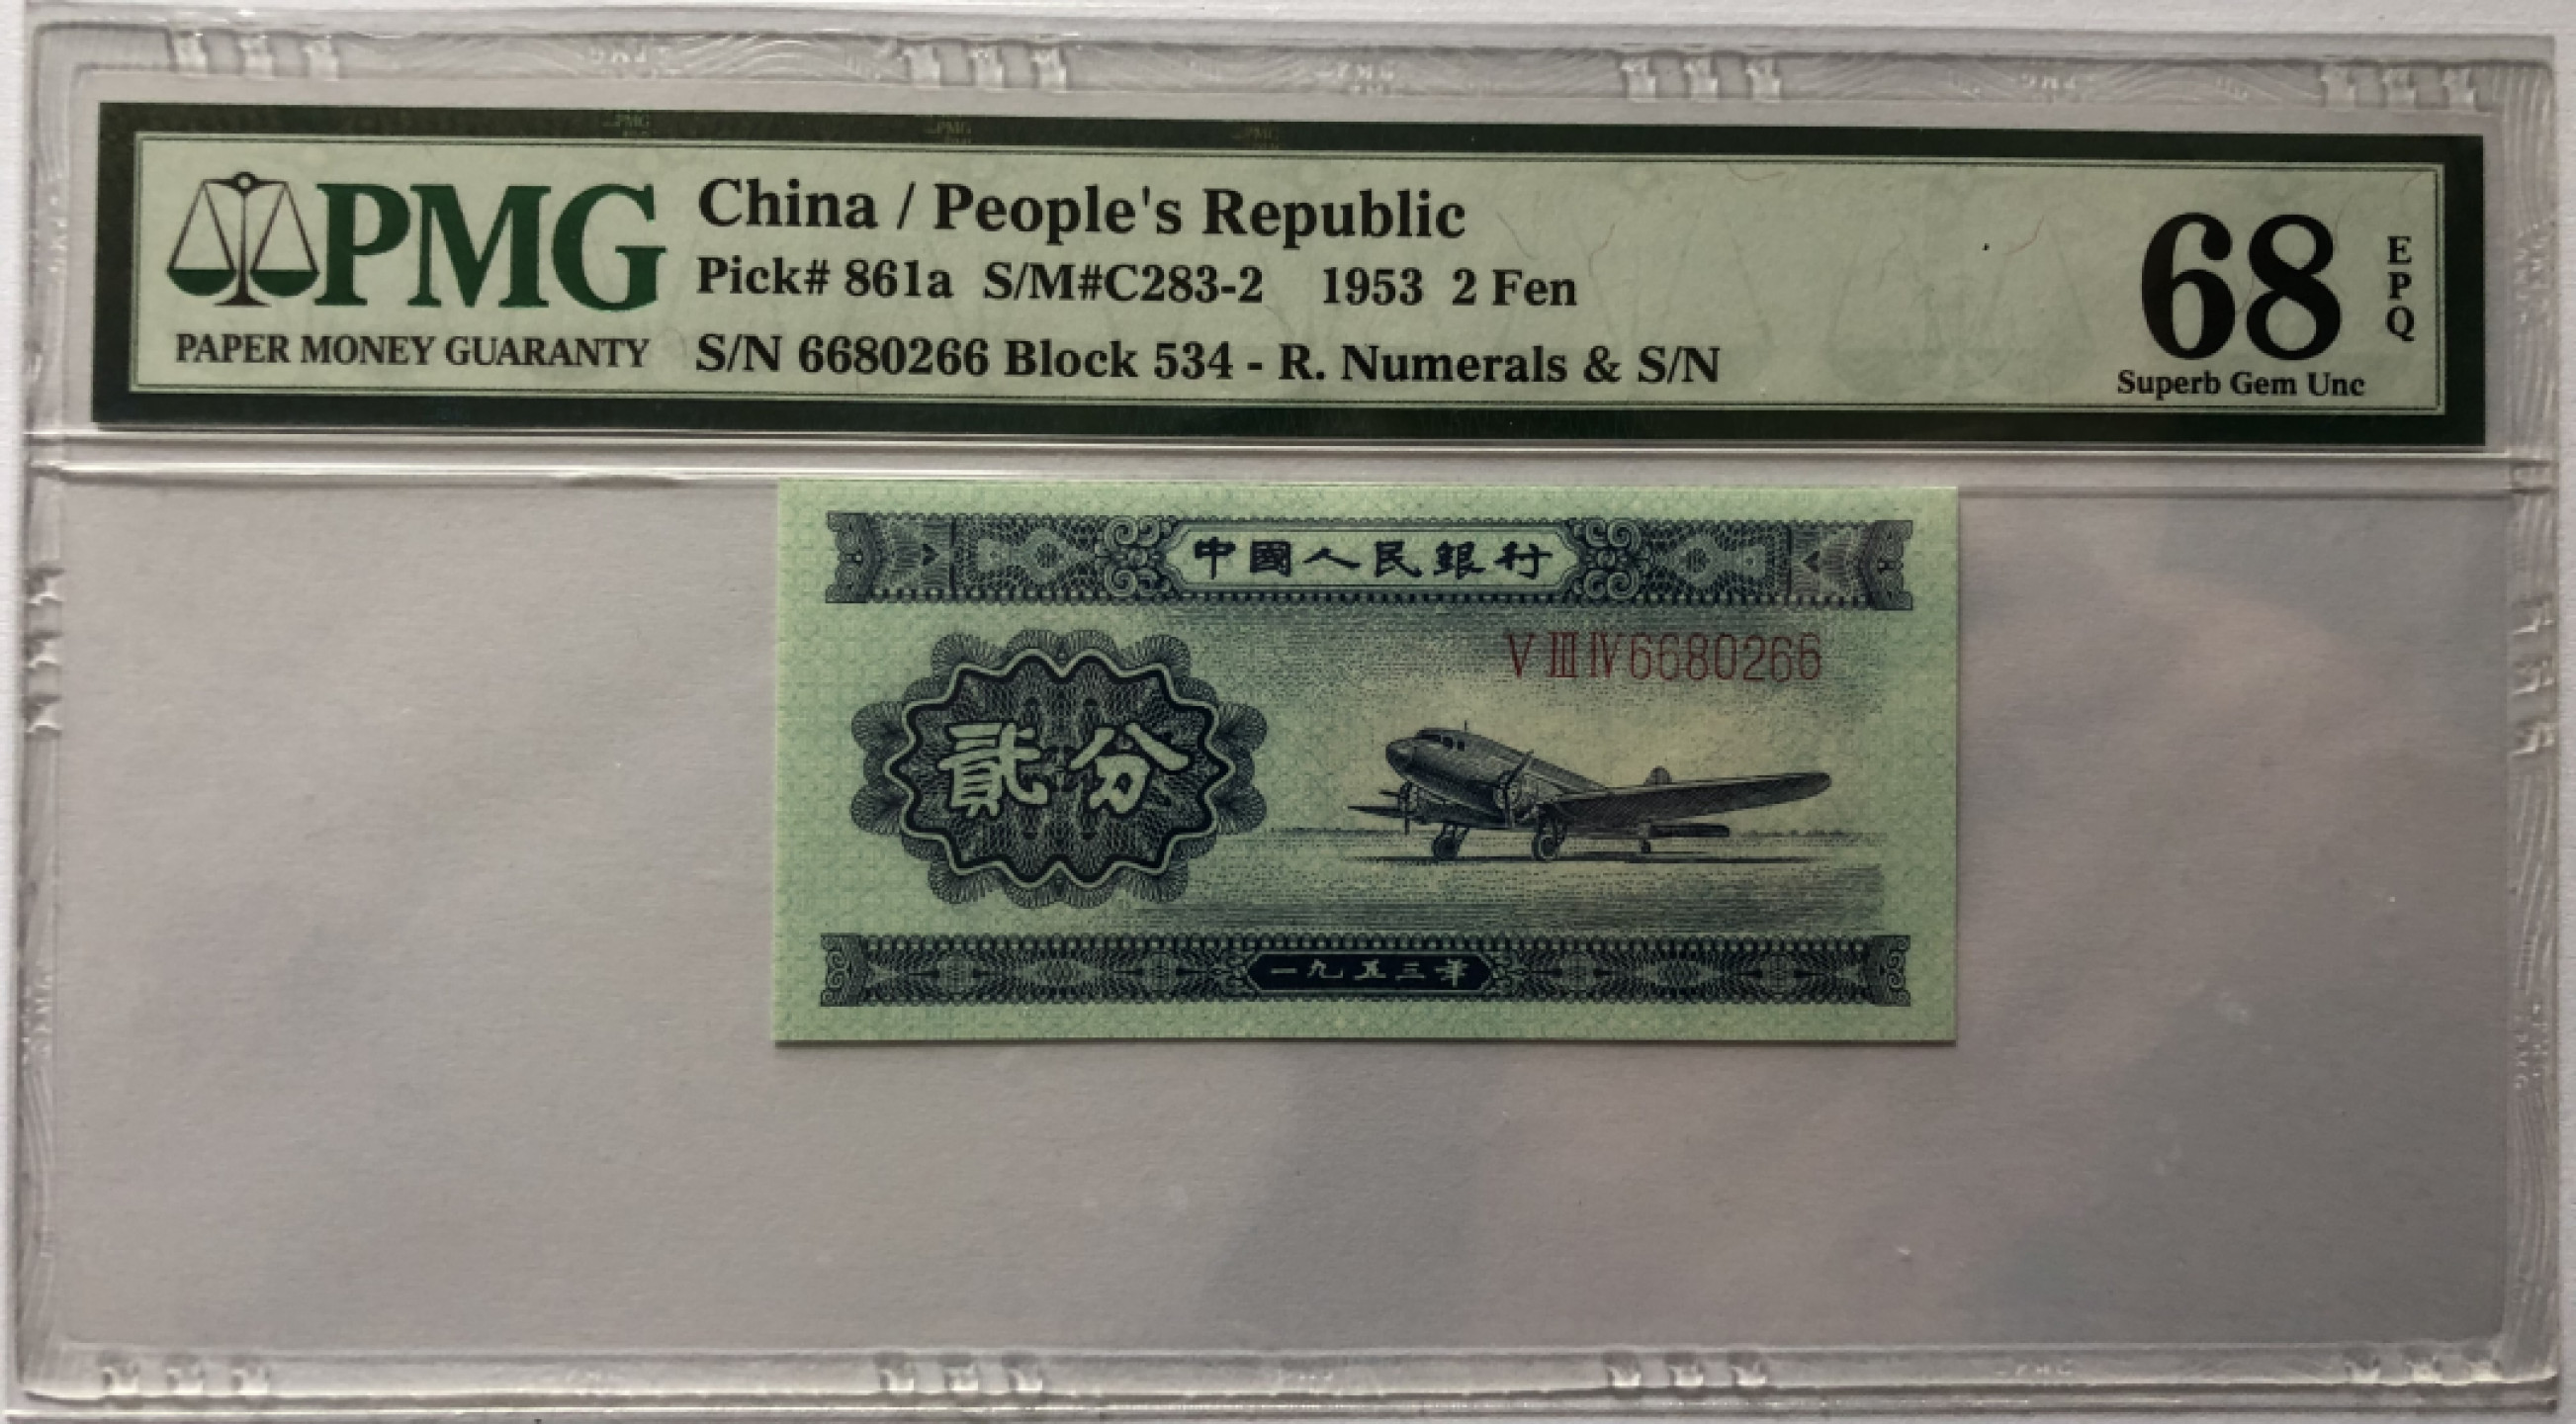 PMG
PAPER MONEY GUARANTY
China / People's Republic
Pick# 861a S/M#C283-2 1953 2 Fen
S/N 6680266 Block 534 - R. Numerals & S/N
68
EPQ
Superb Gem Unc
中國人民銀行
V III IV 6680266
貳分
一九五三年